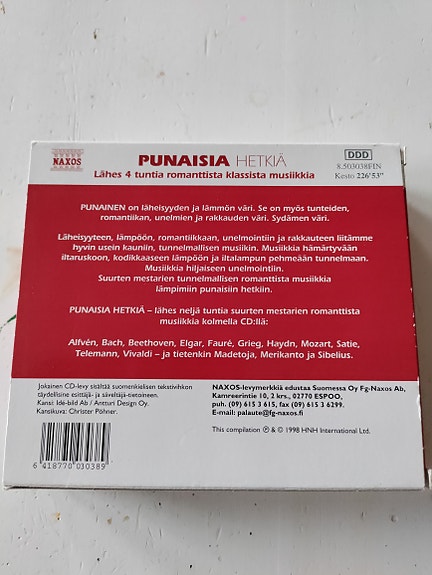 NAXOS
PUNAISIA HETKIÄ
Lähes 4 tuntia romanttista klassista musiikkia
DDD
8.503038FIN
Kesto 226'53"
PUNAINEN on läheisyyden ja lämmön väri. Se on myös tunteiden,
romantiikan, unelmien ja rakkauden väri. Sydämen väri.
Läheisyyteen, lämpöön, romantiikkaan, unelmointiin ja rakkauteen liitämme
hyvin usein kauniin, tunnelmallisen musiikin. Musiikkia hämärtyvään
iltaruskoon, kodikkaaseen lämpöön ja iltalampun pehmeään tunnelmaan.
Musiikkia hiljaiseen unelmointiin.
Suurten mestarien tunnelmallisen romanttista musiikkia
lämpimiin punaisiin hetkiin.
PUNAISIA HETKIÄ – lähes neljä tuntia suurten mestarien romanttista
musiikkia kolmella CD:llä:
Alfvén, Bach, Beethoven, Elgar, Fauré, Grieg, Haydn, Mozart, Satie,
Telemann, Vivaldi – ja tietenkin Madetoja, Merikanto ja Sibelius.
Jokainen CD-levy sisältää suomenkielisen tekstivihkon
täydellisine esittäjä- ja säveltäjä-tietoineen.
Kansi: Ide-bild Ab / Antturi Design Oy.
Kansikuva: Christer Pöhner.
NAXOS-levymerkkiä edustaa Suomessa Oy Fg-Naxos Ab,
Kamreerintie 10, 2 krs., 02770 ESPOO,
puh. (09) 615 3 615, fax (09) 615 3 6299.
E-mail: palaute@fg-naxos.fi
This compilation ℗ & © 1998 HNH International Ltd.
6 418770 030389